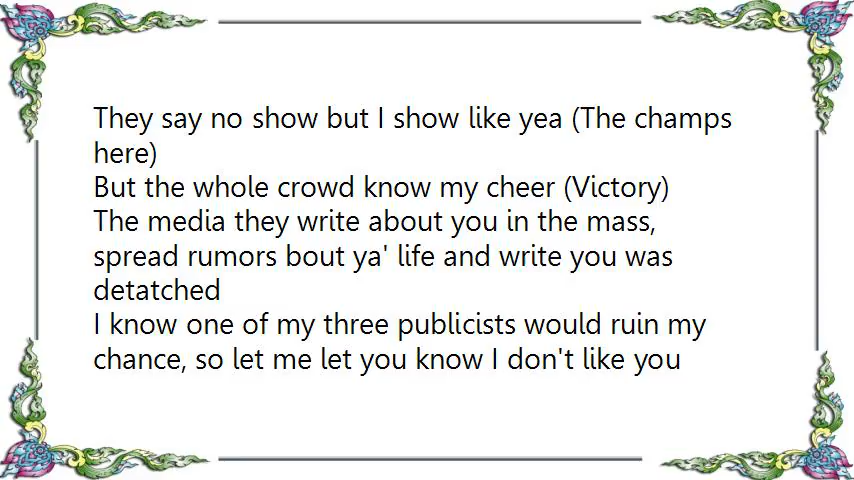 They say no show but I show like yea (The champs
here)
But the whole crowd know my cheer (Victory)
The media they write about you in the mass,
spread rumors bout ya' life and write you was
detatched
I know one of my three publicists would ruin my
chance, so let me let you know I don't like you